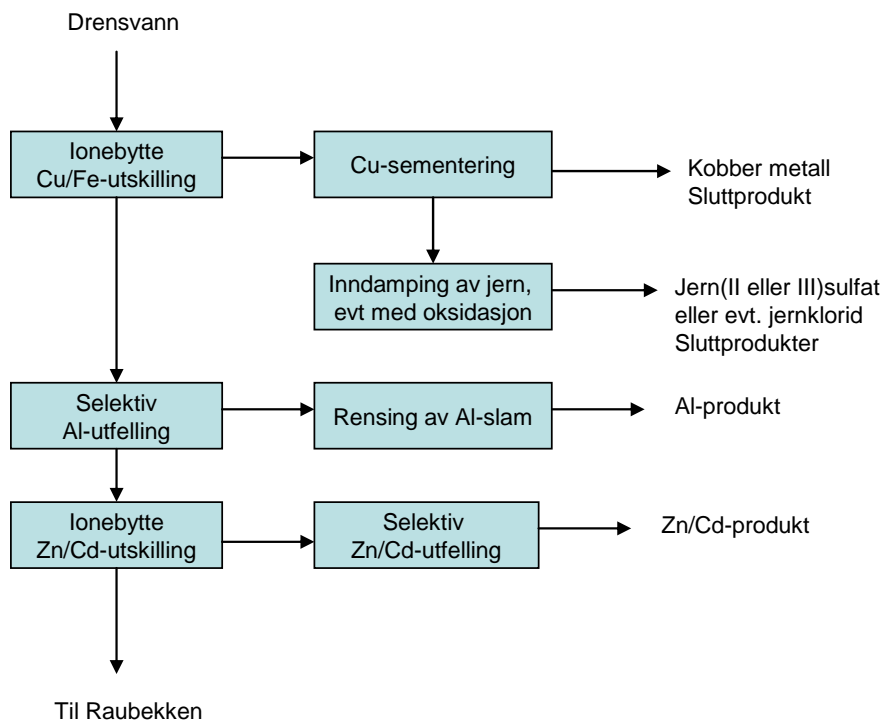 Drensvann
Ionebytte
Cu/Fe-utskilling
Cu-sementering
Kobber metall
Sluttprodukt
Inndamping av jern,
evt med oksidasjon
Jern(II eller III)sulfat
eller evt. jernklorid
Sluttprodukter
Selektiv
Al-utfelling
Rensing av Al-slam
Al-produkt
Ionebytte
Zn/Cd-utskilling
Selektiv
Zn/Cd-utfelling
Zn/Cd-produkt
Til Raubekken